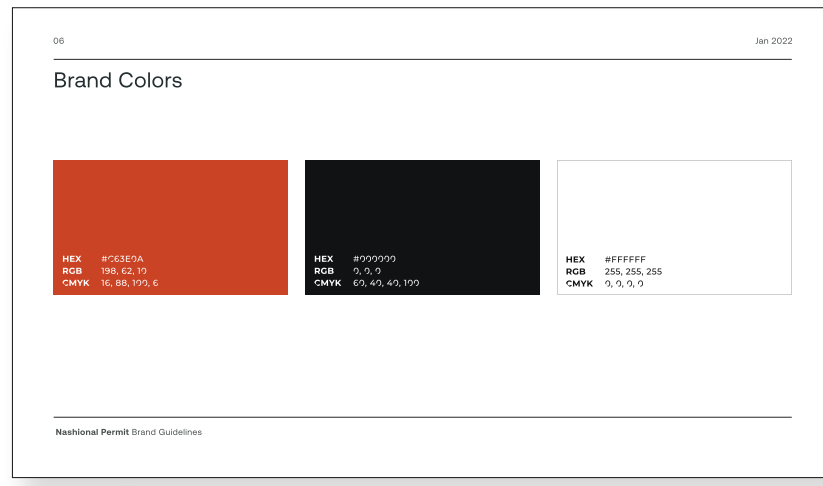 06
Jan 2022
Brand Colors
HEX #C63E0A
RGB 198, 62, 10
CMYK 16, 88, 100, 6
HEX #000000
RGB 0, 0, 0
CMYK 60, 40, 40, 100
HEX #FFFFFF
RGB 255, 255, 255
CMYK 0, 0, 0, 0
Nashional Permit Brand Guidelines